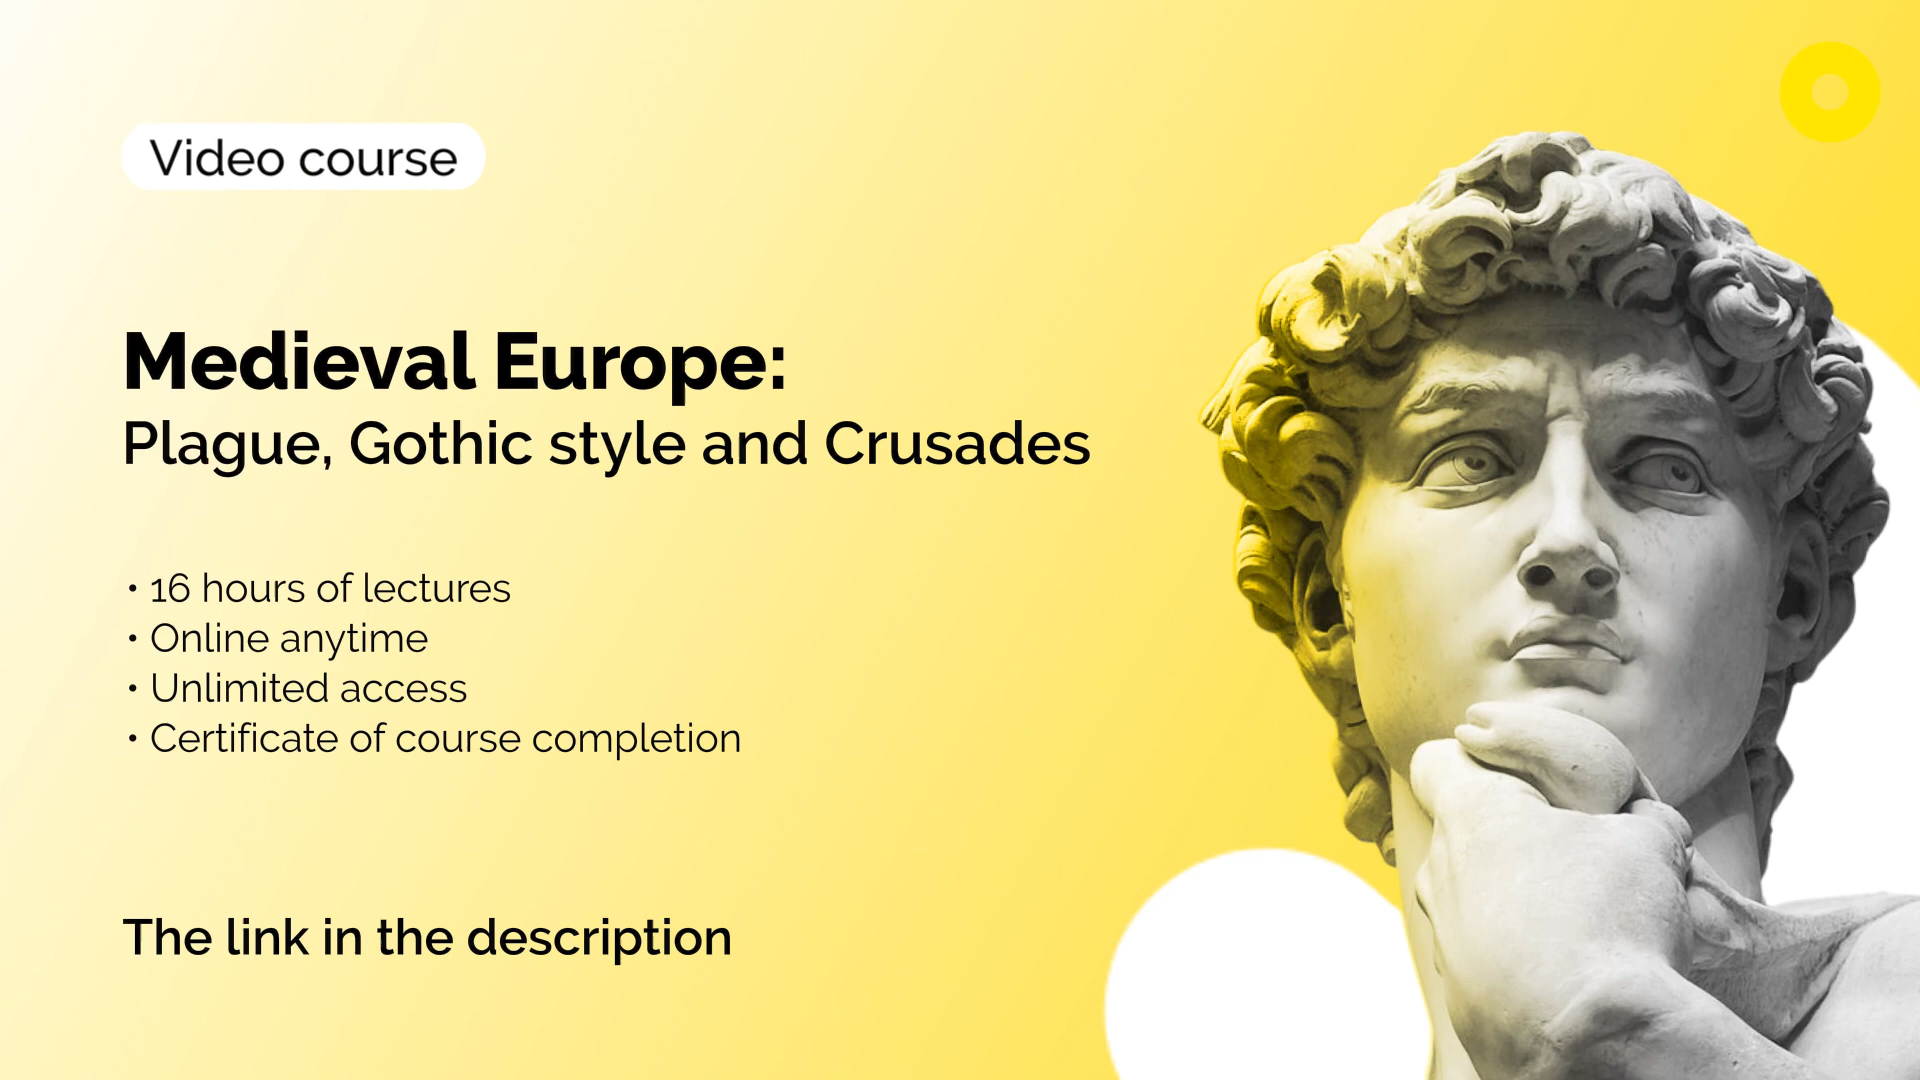 Video course
Medieval Europe:
Plague, Gothic style and Crusades
• 16 hours of lectures
• Online anytime
• Unlimited access
• Certificate of course completion
The link in the description